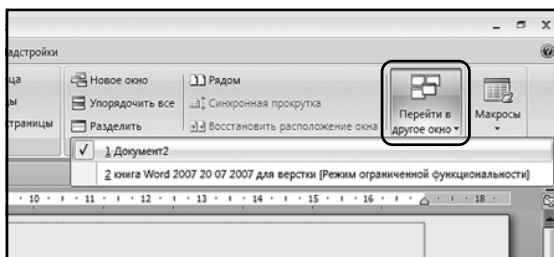 адстройки
ца
Новое окно
Рядом
ы
Упорядочить все
Синхронная прокрутка
Перейти в другое окно
Макросы
траницы
Разделить
Восстановить расположение окна
1 Документ2
2 книга Word 2007 20 07 2007 для верстки [Режим ограниченной функциональности]
· 10 · ı · 11 · ı · 12 · ı · 13 · ı · 14 · ı · 15 · ı · 16 · ı · ı · 18 ·